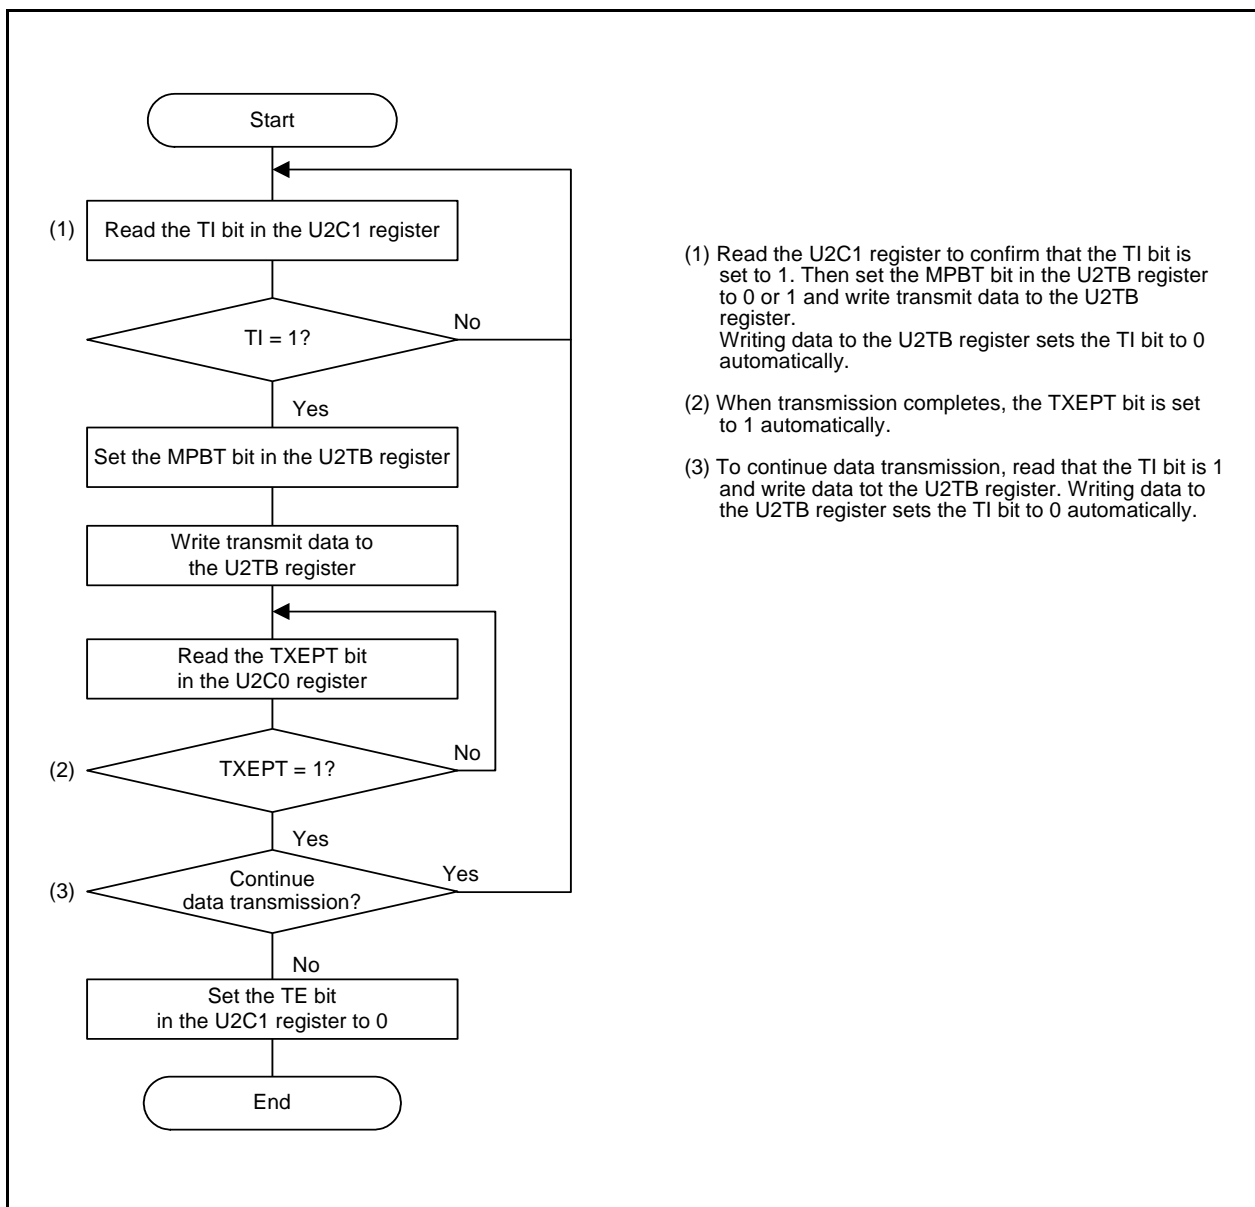 Start
(1)
Read the TI bit in the U2C1 register
TI = 1?
No
Yes
Set the MPBT bit in the U2TB register
Write transmit data to
the U2TB register
Read the TXEPT bit
in the U2C0 register
(2)
TXEPT = 1?
No
Yes
(3)
Continue
data transmission?
Yes
No
Set the TE bit
in the U2C1 register to 0
End
(1) Read the U2C1 register to confirm that the TI bit is
set to 1. Then set the MPBT bit in the U2TB register
to 0 or 1 and write transmit data to the U2TB
register.
Writing data to the U2TB register sets the TI bit to 0
automatically.
(2) When transmission completes, the TXEPT bit is set
to 1 automatically.
(3) To continue data transmission, read that the TI bit is 1
and write data tot the U2TB register. Writing data to
the U2TB register sets the TI bit to 0 automatically.